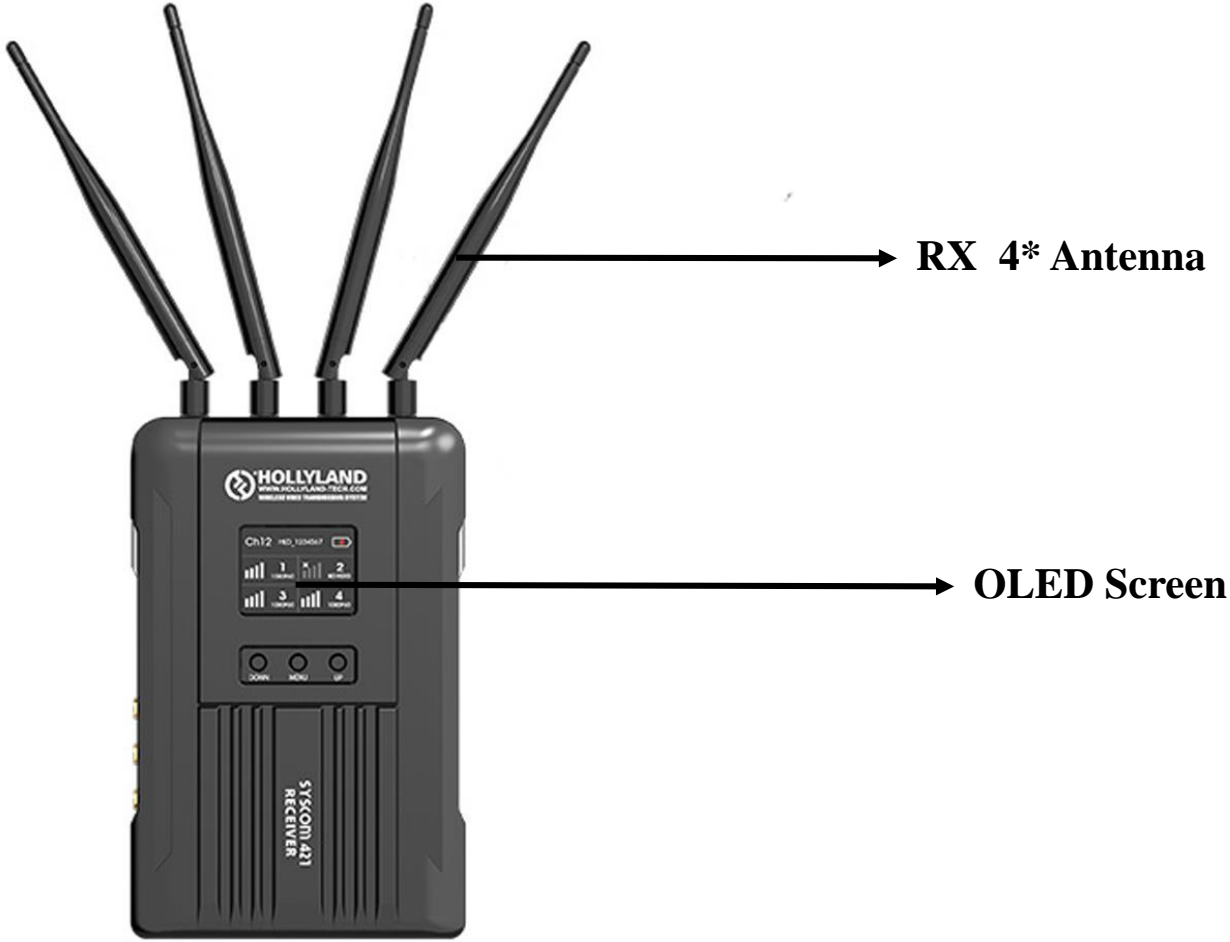 RX 4* Antenna
HOLLYLAND
WWW.HOLLYLAND-TECH.COM
WIRELESS VIDEO TRANSMISSION SYSTEM
Ch12 HLD_1234567
1 2
3 4
OLED Screen
DOWN MENU UP
SYSCOM 421
RECEIVER